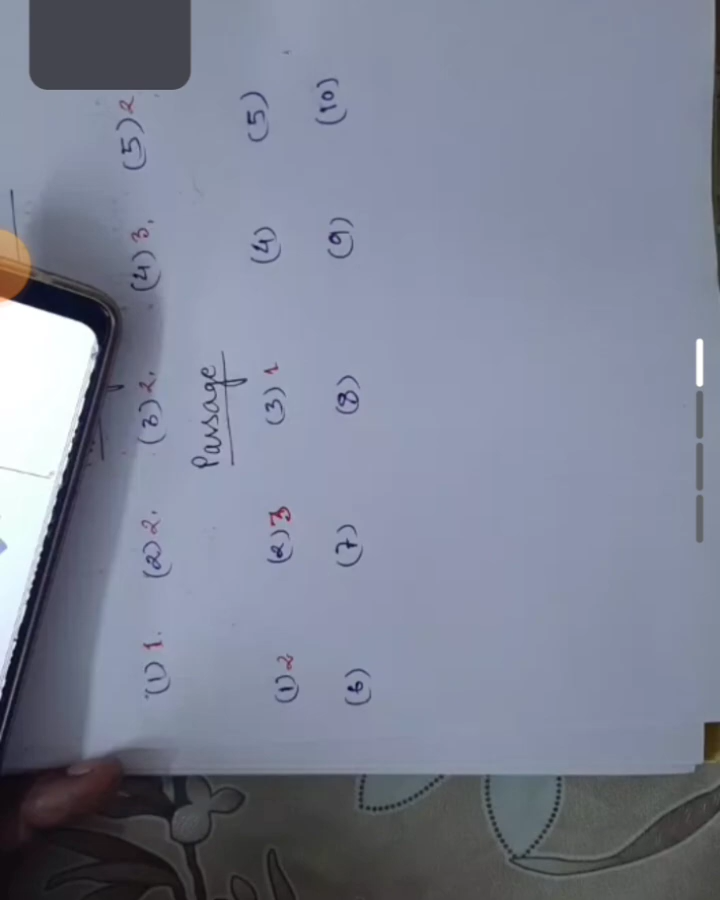 (1) 1. (2) 2. (3) 2. (4) 3. (5) 2
Passage
(1) 2 (2) 3 (3) 1 (4) (5)
(6) (7) (8) (9) (10)